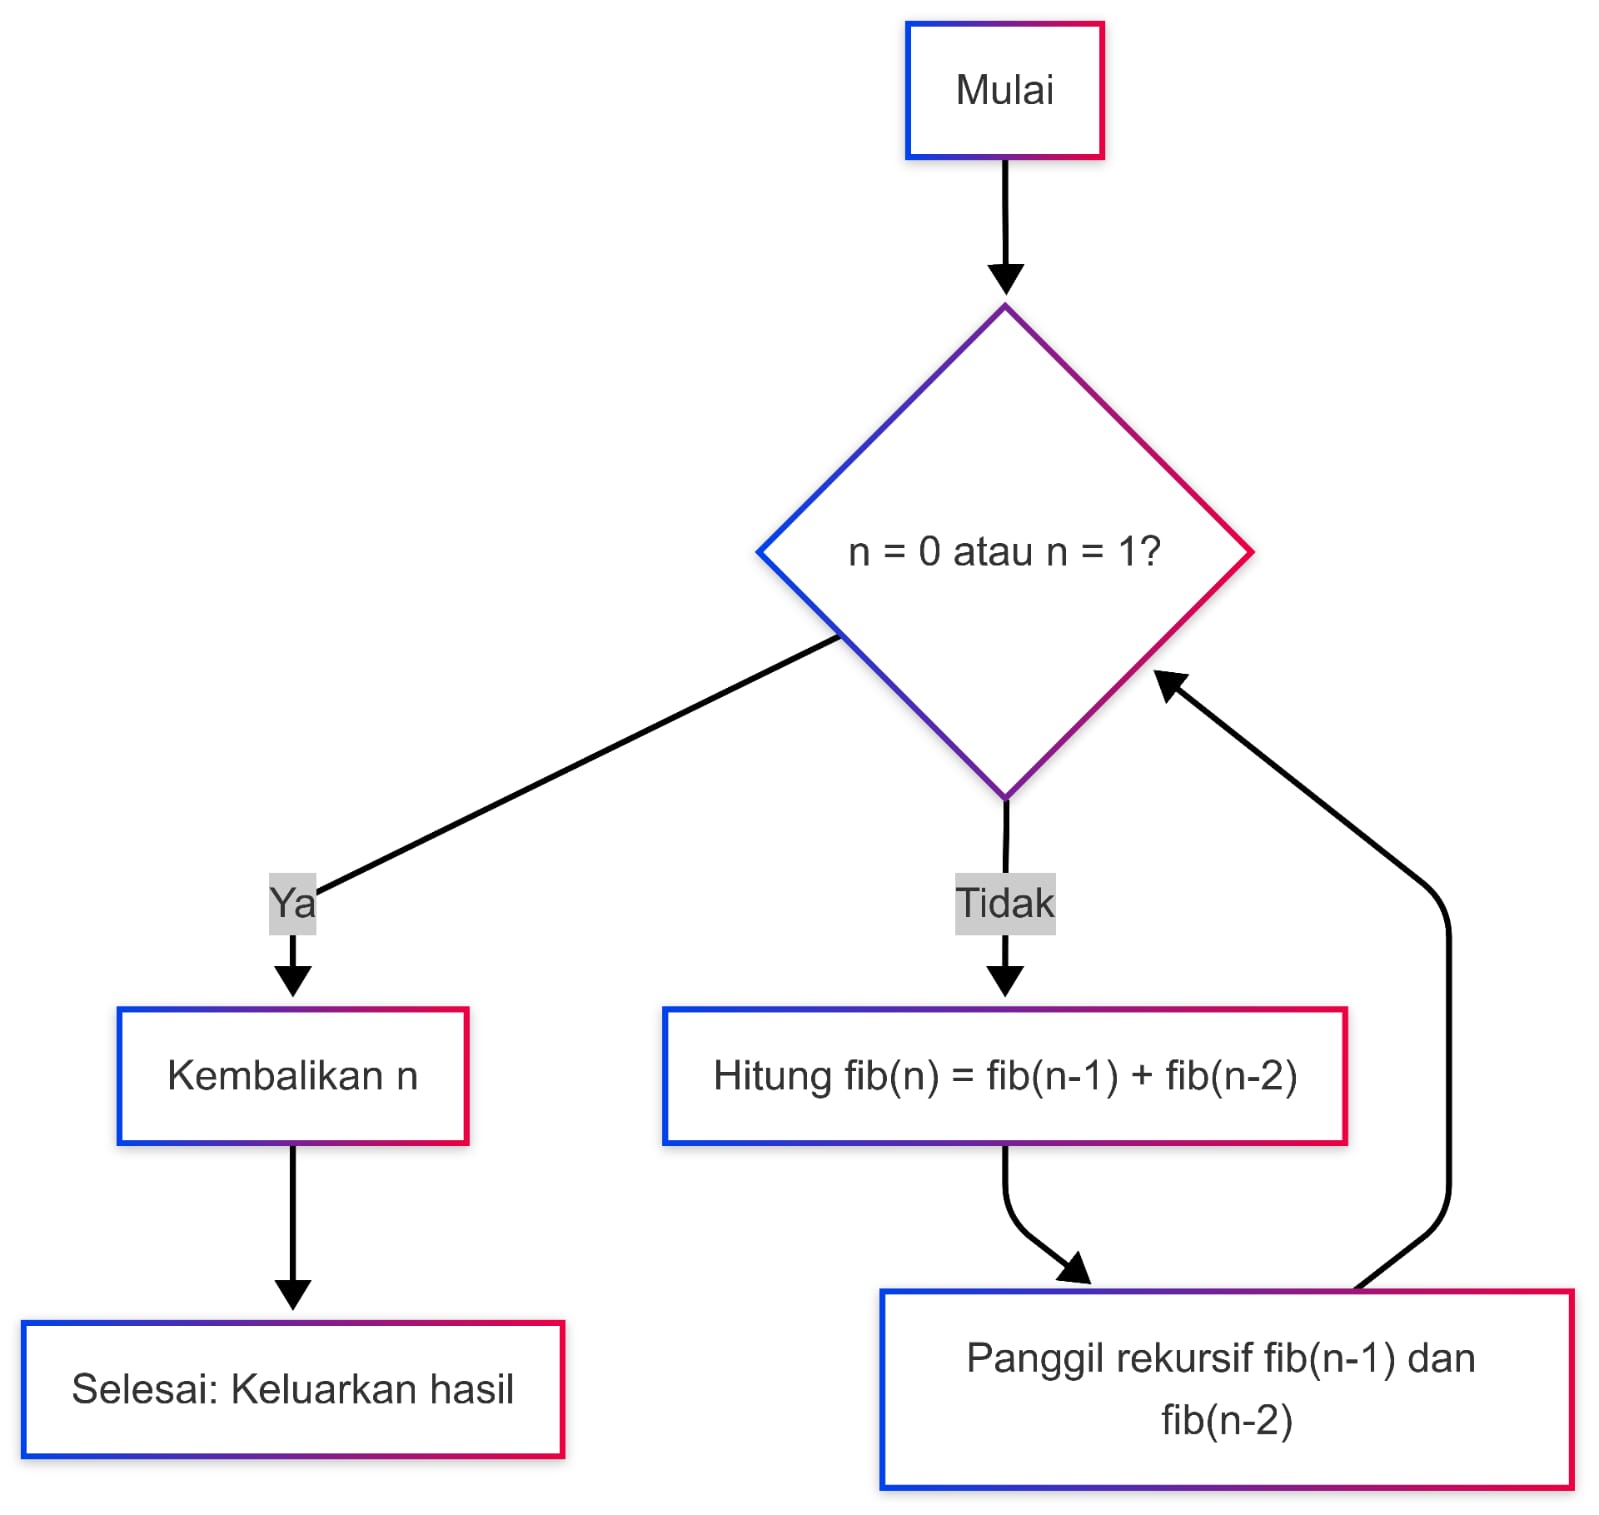 Mulai
n = 0 atau n = 1?
Ya
Tidak
Kembalikan n
Hitung fib(n) = fib(n-1) + fib(n-2)
Selesai: Keluarkan hasil
Panggil rekursif fib(n-1) dan
fib(n-2)